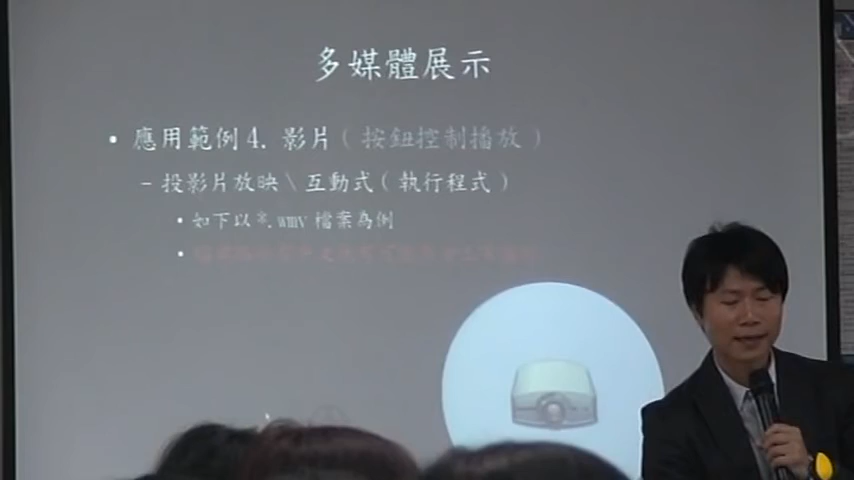 多媒體展示
• 應用範例 4. 影片（按鈕控制播放）
– 投影片放映 \ 互動式（執行程式）
• 如下以 *.wmv 檔案為例